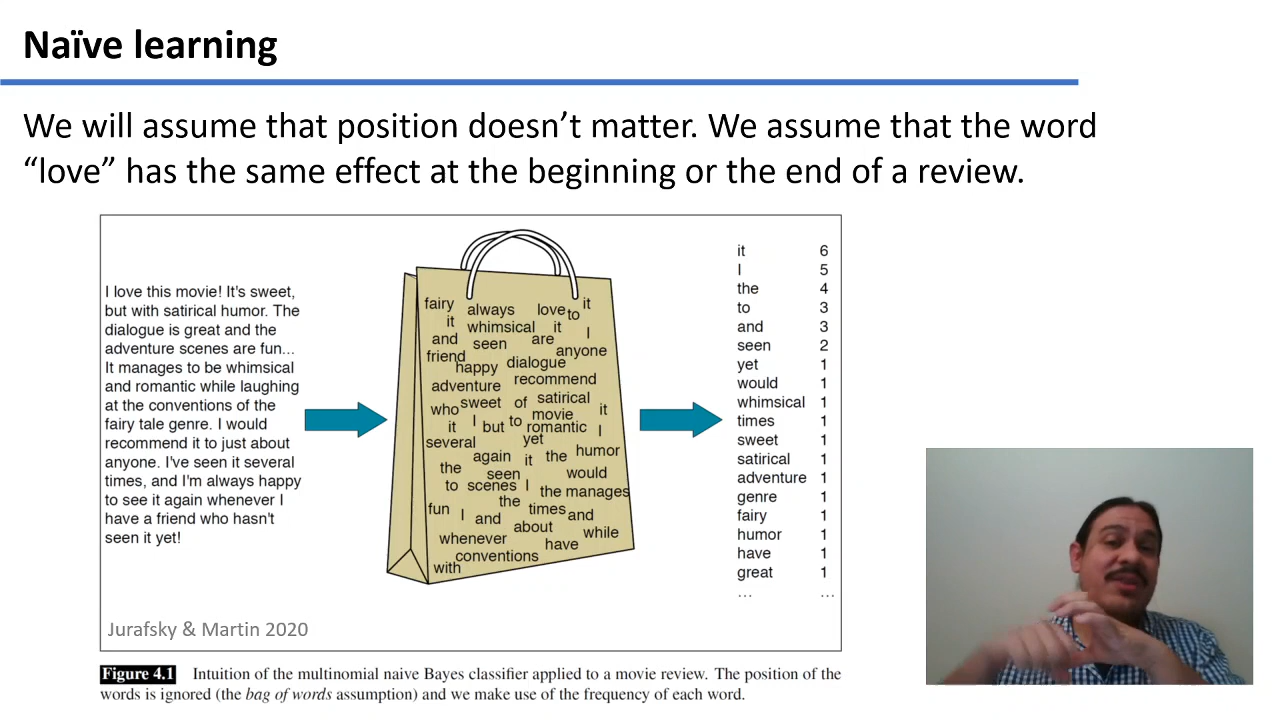 Naïve learning
We will assume that position doesn’t matter. We assume that the word
“love” has the same effect at the beginning or the end of a review.
I love this movie! It's sweet,
but with satirical humor. The
dialogue is great and the
adventure scenes are fun...
It manages to be whimsical
and romantic while laughing
at the conventions of the
fairy tale genre. I would
recommend it to just about
anyone. I've seen it several
times, and I'm always happy
to see it again whenever I
have a friend who hasn't
seen it yet!
fairy always love to it
it whimsical it I
and seen are
friend anyone
happy dialogue
adventure recommend
who sweet of satirical
it I but to movie romantic it I
several yet
again it the humor
the seen would
to scenes I the manages
fun the times and
I and about
whenever have while
conventions
with
it 6
I 5
the 4
to 3
and 3
seen 2
yet 1
would 1
whimsical 1
times 1
sweet 1
satirical 1
adventure 1
genre 1
fairy 1
humor 1
have 1
great 1
... ...
Jurafsky & Martin 2020
Figure 4.1 Intuition of the multinomial naive Bayes classifier applied to a movie review. The position of the
words is ignored (the bag of words assumption) and we make use of the frequency of each word.